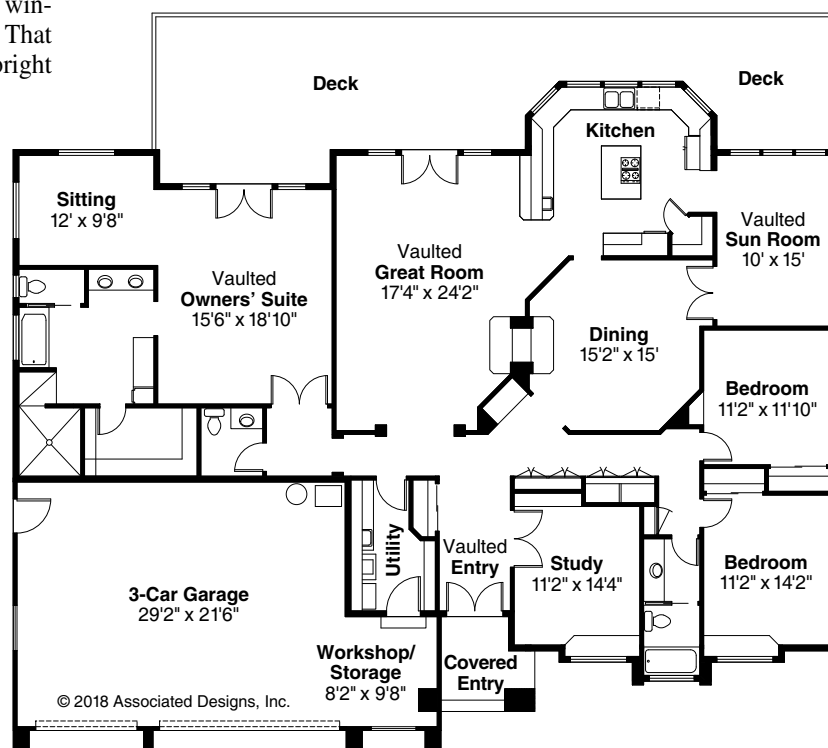 win-
That
bright
Deck
Deck
Kitchen
Sitting
12' x 9'8"
Vaulted
Owners' Suite
15'6" x 18'10"
Vaulted
Great Room
17'4" x 24'2"
Vaulted
Sun Room
10' x 15'
Dining
15'2" x 15'
Bedroom
11'2" x 11'10"
Utility
Vaulted
Entry
Study
11'2" x 14'4"
Bedroom
11'2" x 14'2"
3-Car Garage
29'2" x 21'6"
Workshop/
Storage
8'2" x 9'8"
Covered
Entry
© 2018 Associated Designs, Inc.